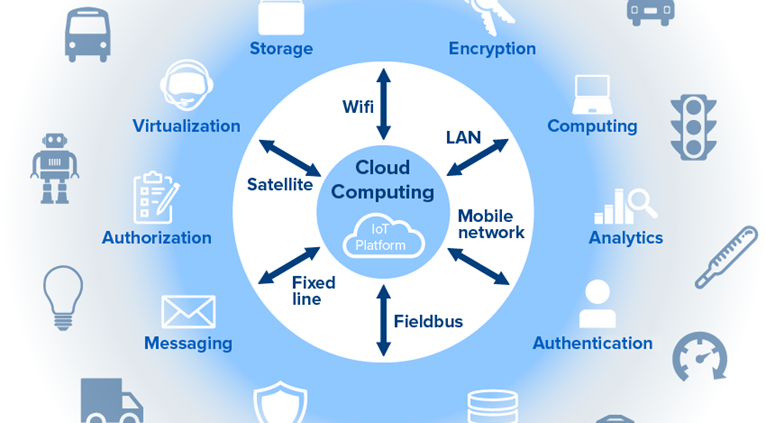 Storage
Encryption
Virtualization
Computing
Wifi
LAN
Cloud
Computing
Satellite
IoT
Platform
Mobile
network
Authorization
Analytics
Fixed
line
Fieldbus
Messaging
Authentication